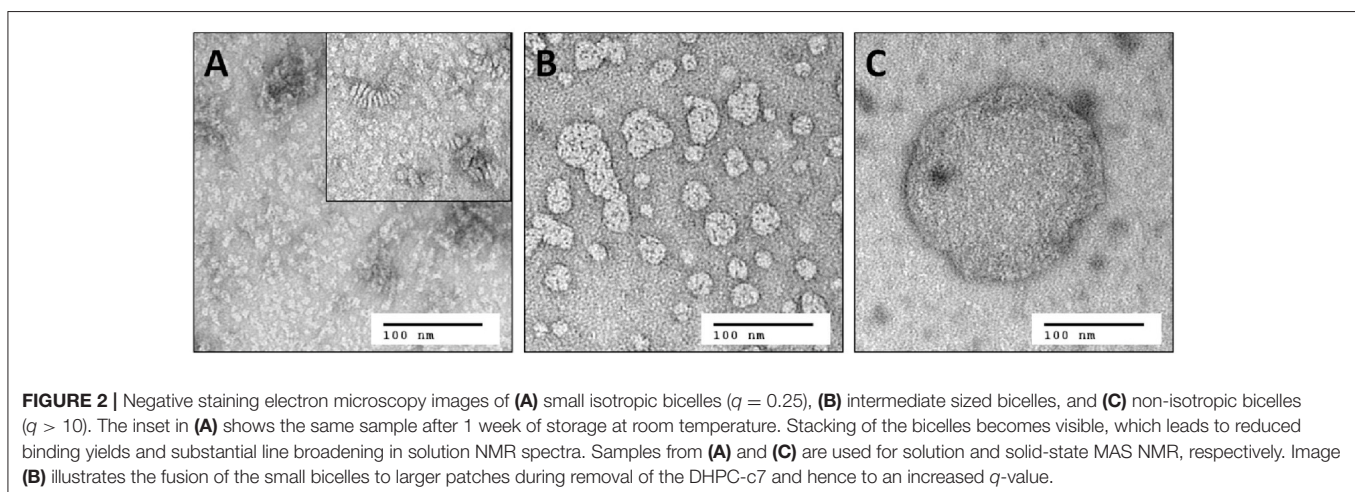 A
B
C
100 nm
100 nm
100 nm
FIGURE 2 | Negative staining electron microscopy images of (A) small isotropic bicelles (q = 0.25), (B) intermediate sized bicelles, and (C) non-isotropic bicelles
(q > 10). The inset in (A) shows the same sample after 1 week of storage at room temperature. Stacking of the bicelles becomes visible, which leads to reduced
binding yields and substantial line broadening in solution NMR spectra. Samples from (A) and (C) are used for solution and solid-state MAS NMR, respectively. Image
(B) illustrates the fusion of the small bicelles to larger patches during removal of the DHPC-c7 and hence to an increased q-value.